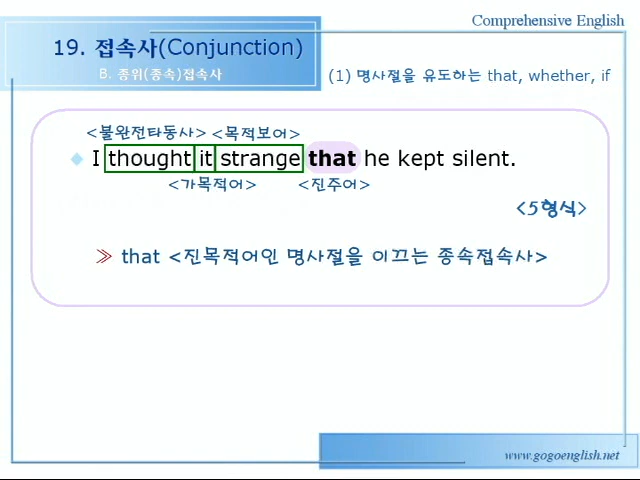 Comprehensive English
19. 접속사(Conjunction)
B. 종위(종속)접속사
(1) 명사절을 유도하는 that, whether, if
<불완전타동사> <목적보어>
I thought it strange that he kept silent.
<가목적어> <진주어>
<5형식>
≫ that <진목적어인 명사절을 이끄는 종속접속사>
www.gogoenglish.net